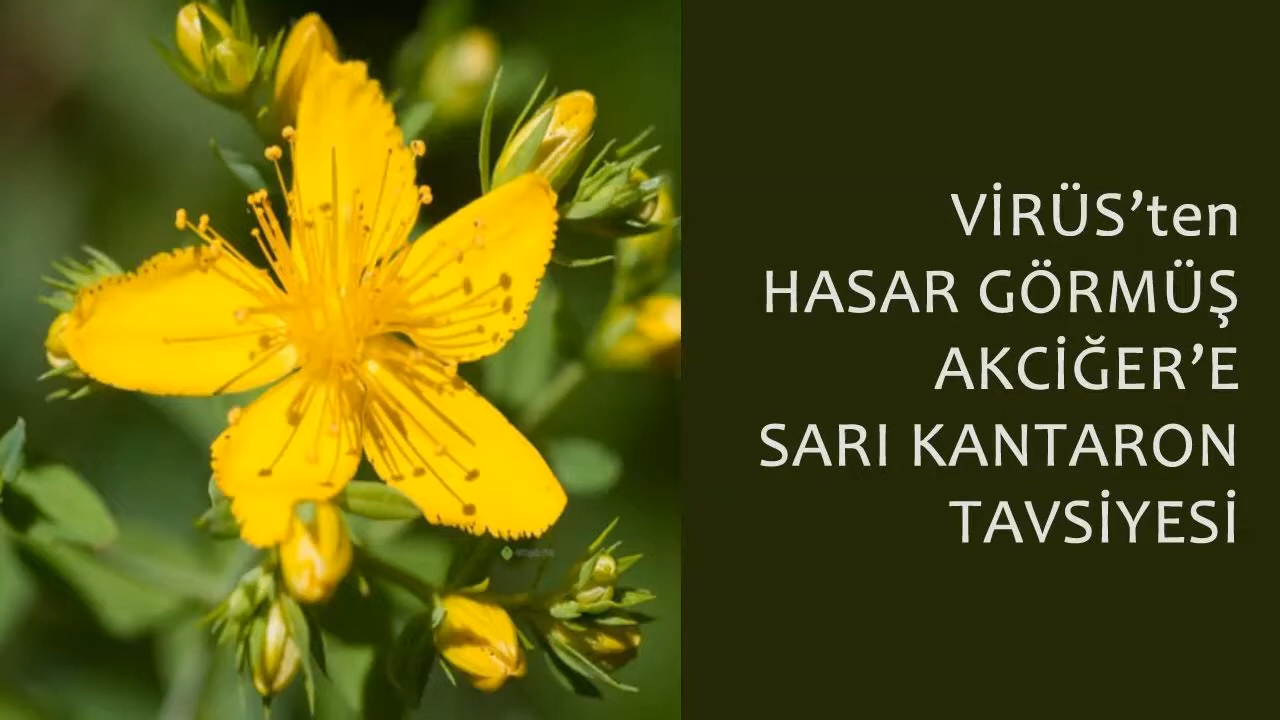 VİRÜS’ten
HASAR GÖRMÜŞ
AKCİĞER’E
SARI KANTARON
TAVSİYESİ